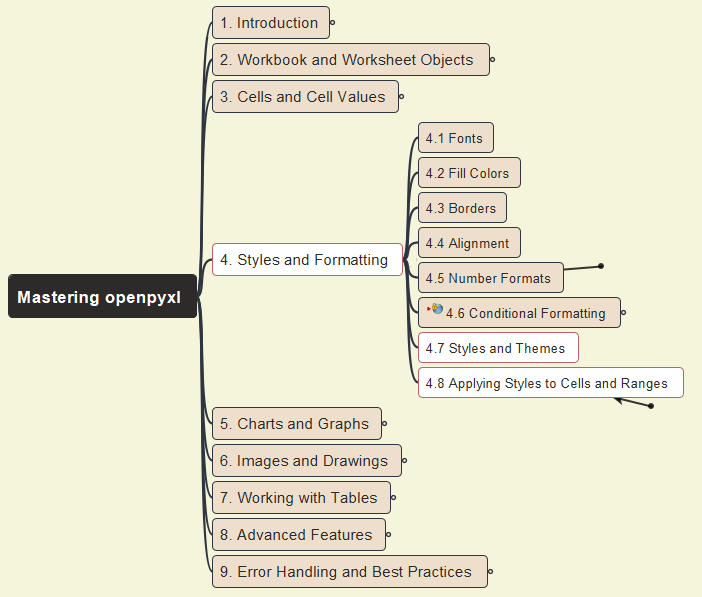 Mastering openpyxl
1. Introduction
2. Workbook and Worksheet Objects
3. Cells and Cell Values
4. Styles and Formatting
4.1 Fonts
4.2 Fill Colors
4.3 Borders
4.4 Alignment
4.5 Number Formats
4.6 Conditional Formatting
4.7 Styles and Themes
4.8 Applying Styles to Cells and Ranges
5. Charts and Graphs
6. Images and Drawings
7. Working with Tables
8. Advanced Features
9. Error Handling and Best Practices